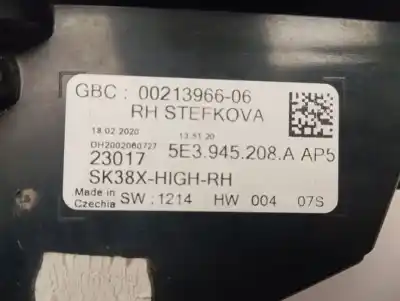 GBC : 00213966-06
RH STEFKOVA
18.02.2020 13:51:20
DH2002060727
23017 5E3.945.208.A AP5
SK38X-HIGH-RH
Made in
Czechia SW : 1214 HW 004 07S